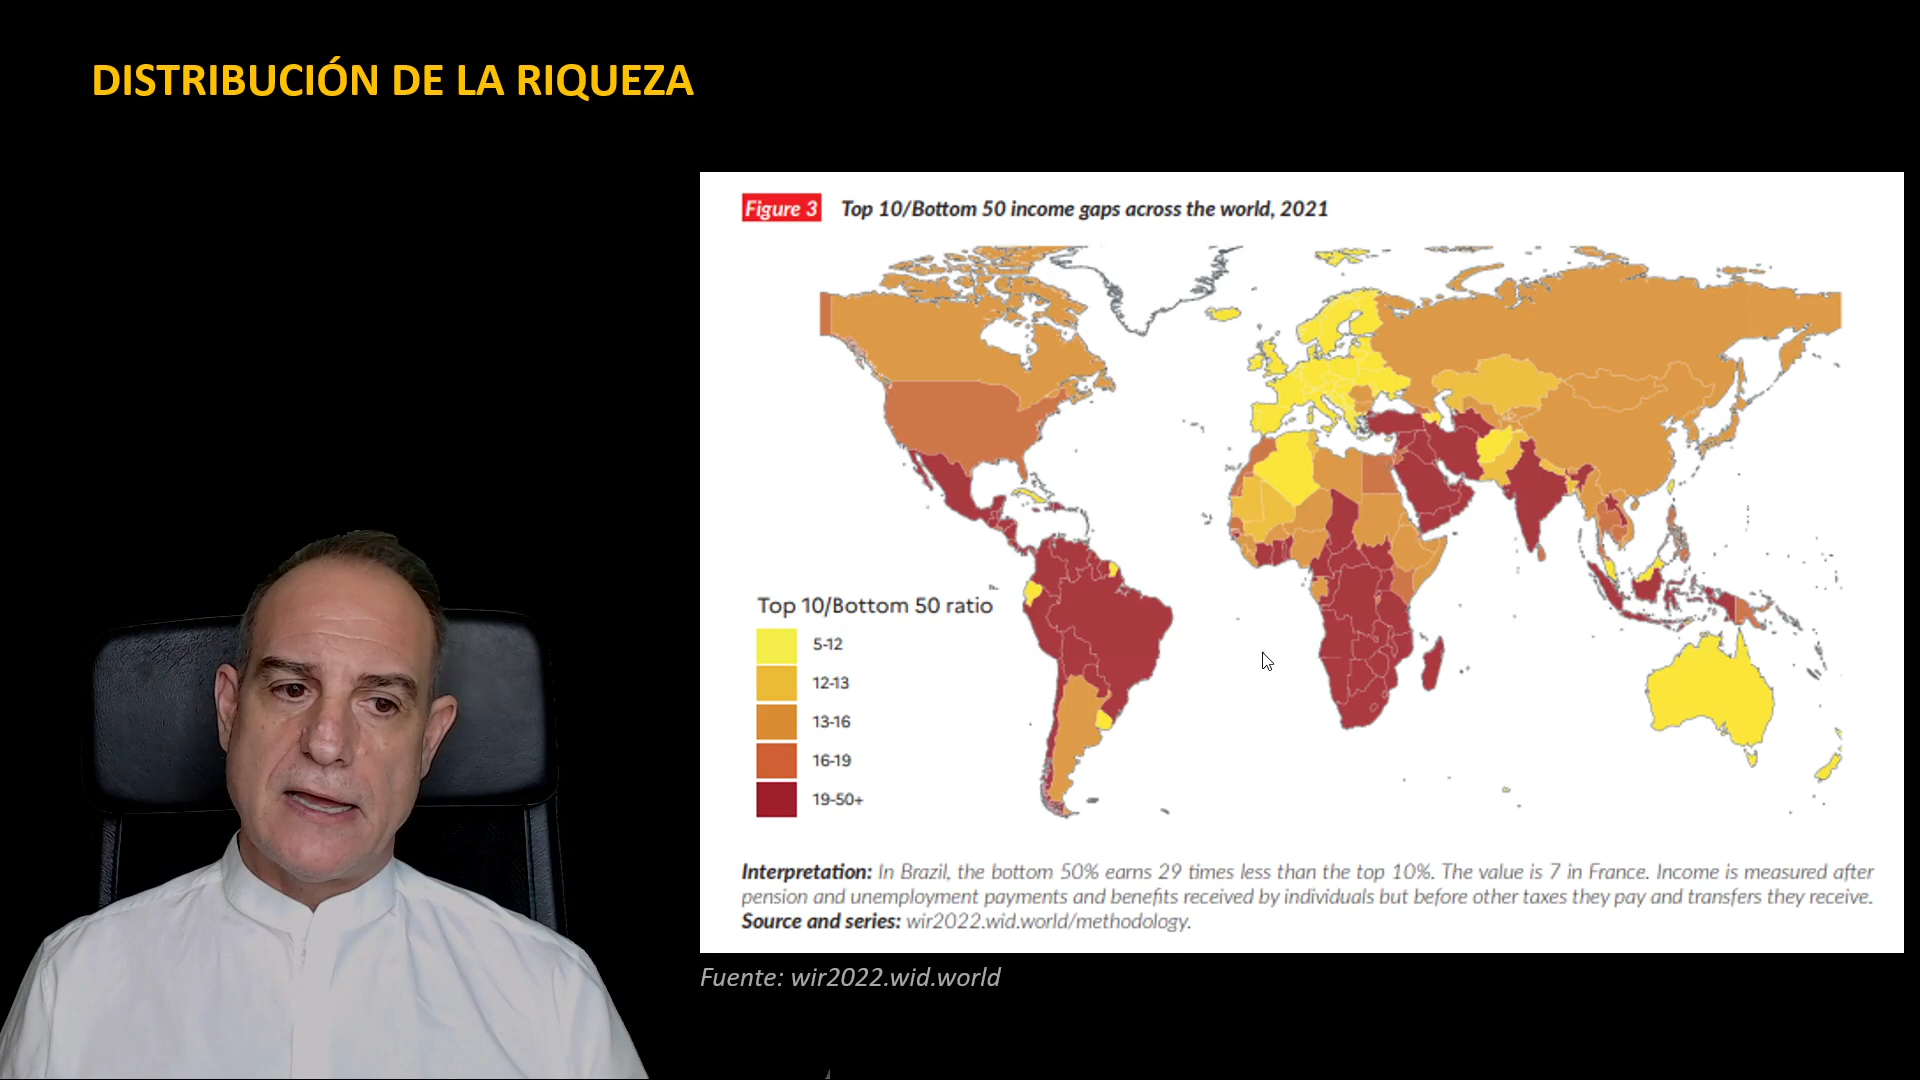 DISTRIBUCIÓN DE LA RIQUEZA
Figure 3 Top 10/Bottom 50 income gaps across the world, 2021
Top 10/Bottom 50 ratio
5-12
12-13
13-16
16-19
19-50+
Interpretation: In Brazil, the bottom 50% earns 29 times less than the top 10%. The value is 7 in France. Income is measured after
pension and unemployment payments and benefits received by individuals but before other taxes they pay and transfers they receive.
Source and series: wir2022.wid.world/methodology.
Fuente: wir2022.wid.world